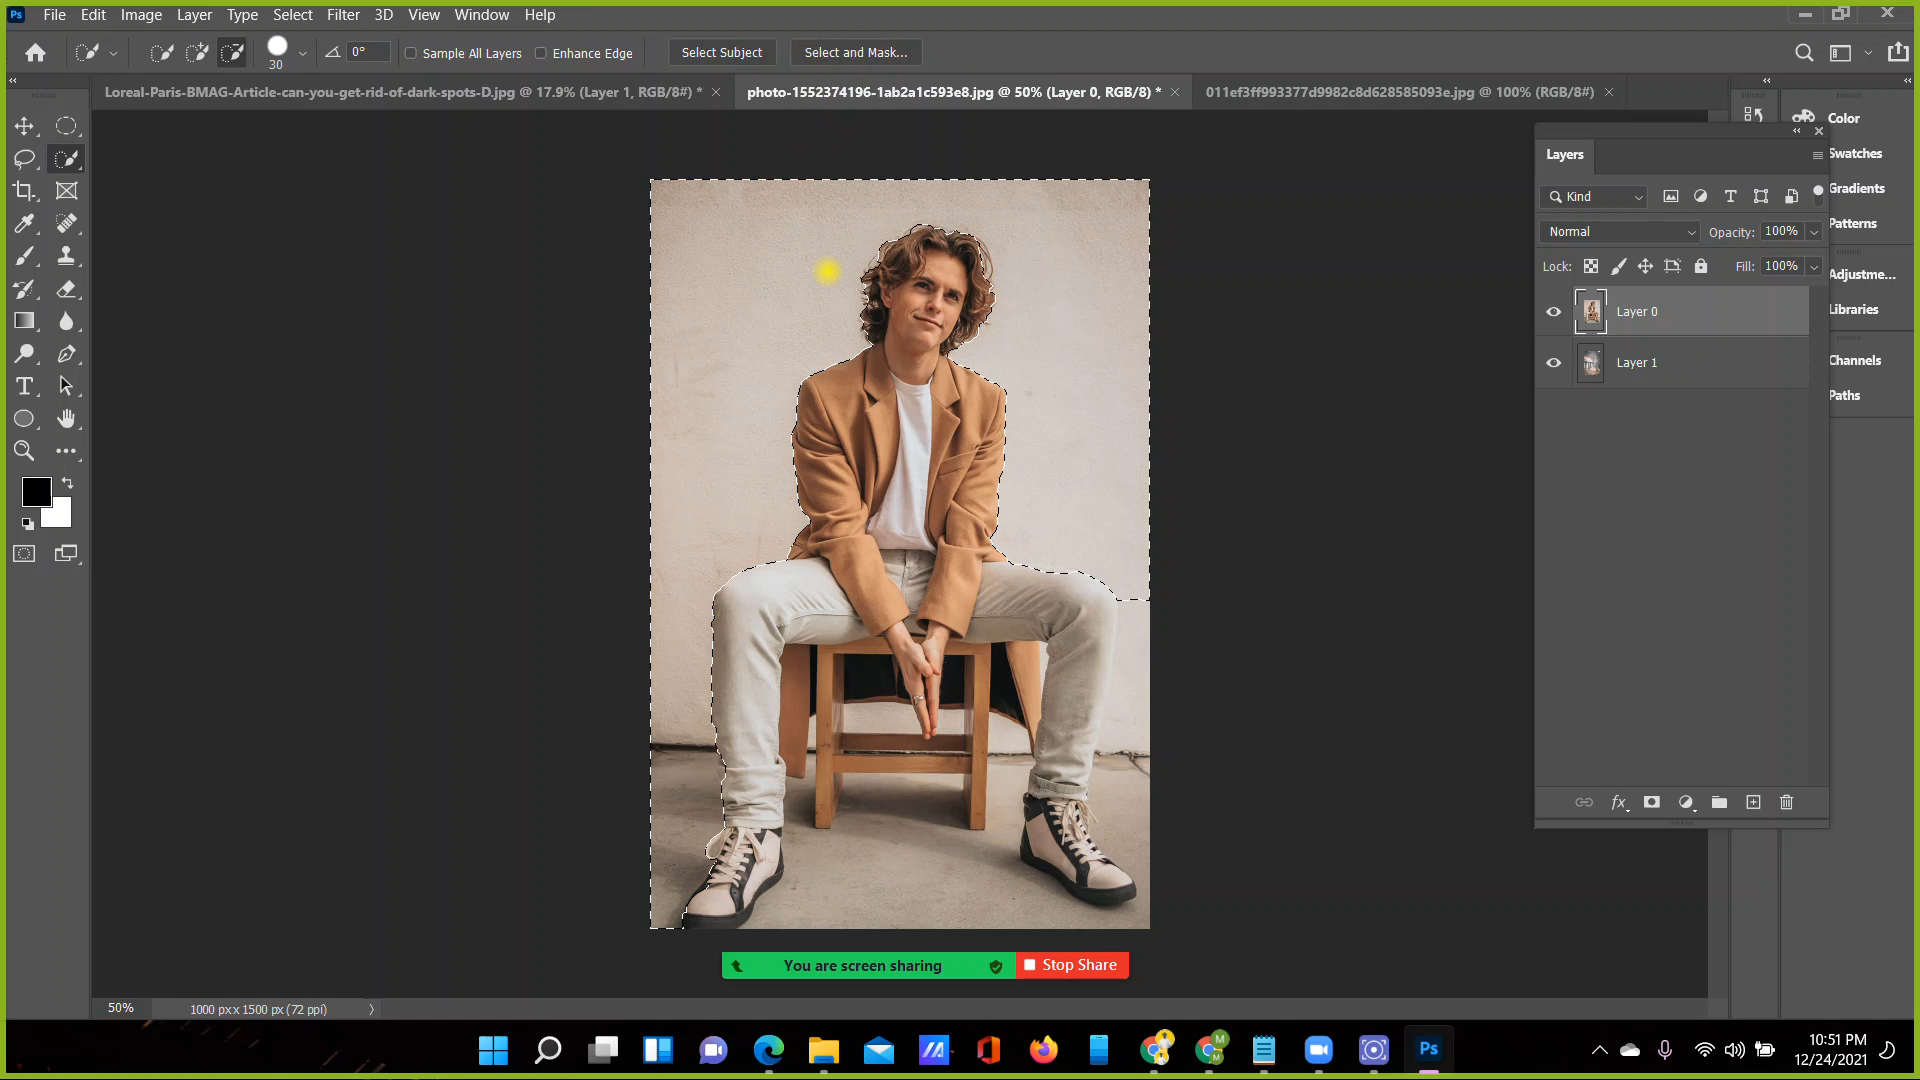 Ps File Edit Image Layer Type Select Filter 3D View Window Help
30 0° Sample All Layers Enhance Edge Select Subject Select and Mask...
Loreal-Paris-BMAG-Article-can-you-get-rid-of-dark-spots-D.jpg @ 17.9% (Layer 1, RGB/8#) * photo-1552374196-1ab2a1c593e8.jpg @ 50% (Layer 0, RGB/8) * 011ef3ff993377d9982c8d628585093e.jpg @ 100% (RGB/8#)
Color
Swatches
Gradients
Patterns
Adjustme...
Libraries
Channels
Paths
Layers
Kind
Normal Opacity: 100%
Lock: Fill: 100%
Layer 0
Layer 1
fx
You are screen sharing Stop Share
50% 1000 px x 1500 px (72 ppi)
M
M
Ps
10:51 PM
12/24/2021